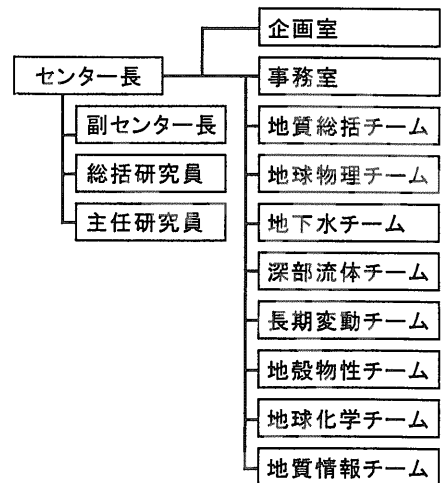 企画室
センター長
事務室
副センター長
地質総括チーム
総括研究員
地球物理チーム
主任研究員
地下水チーム
深部流体チーム
長期変動チーム
地殻物性チーム
地球化学チーム
地質情報チーム